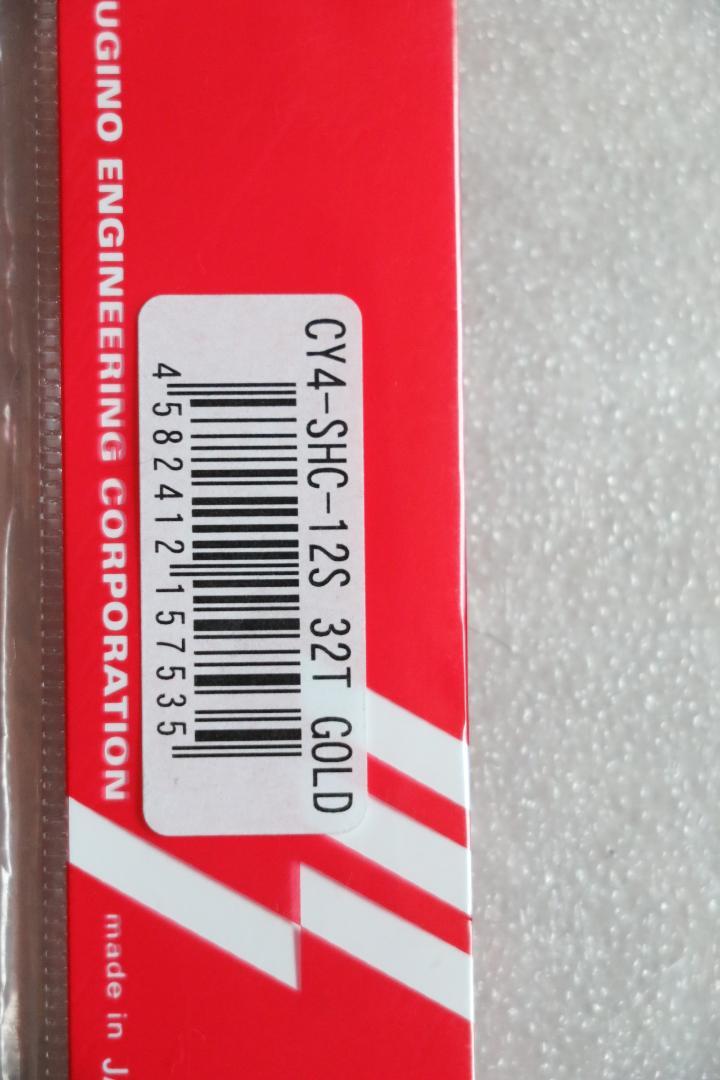 CY4-SHC-12S 32T GOLD
4 582412 157535
UGINO ENGINEERING CORPORATION
made in JA